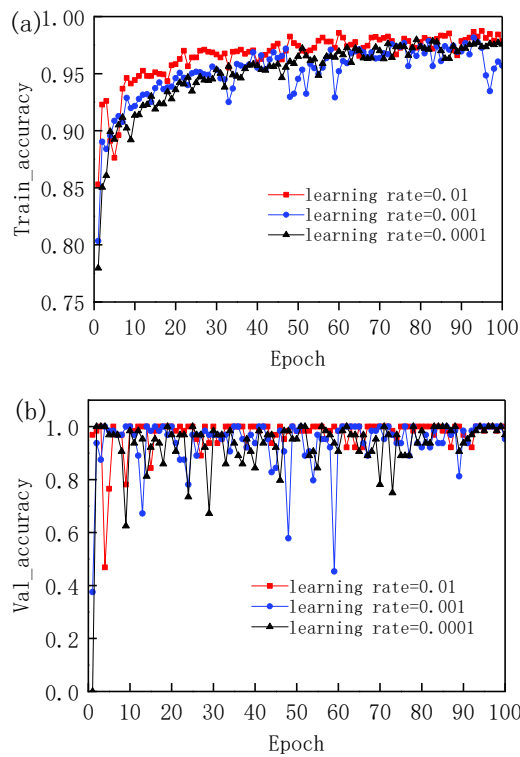 (a)
1.00
0.95
0.90
0.85
0.80
0.75
Train_accuracy
learning rate=0.01
learning rate=0.001
learning rate=0.0001
0 10 20 30 40 50 60 70 80 90 100
Epoch
(b)
1.0
0.8
0.6
0.4
0.2
0.0
Val_accuracy
learning rate=0.01
learning rate=0.001
learning rate=0.0001
0 10 20 30 40 50 60 70 80 90 100
Epoch